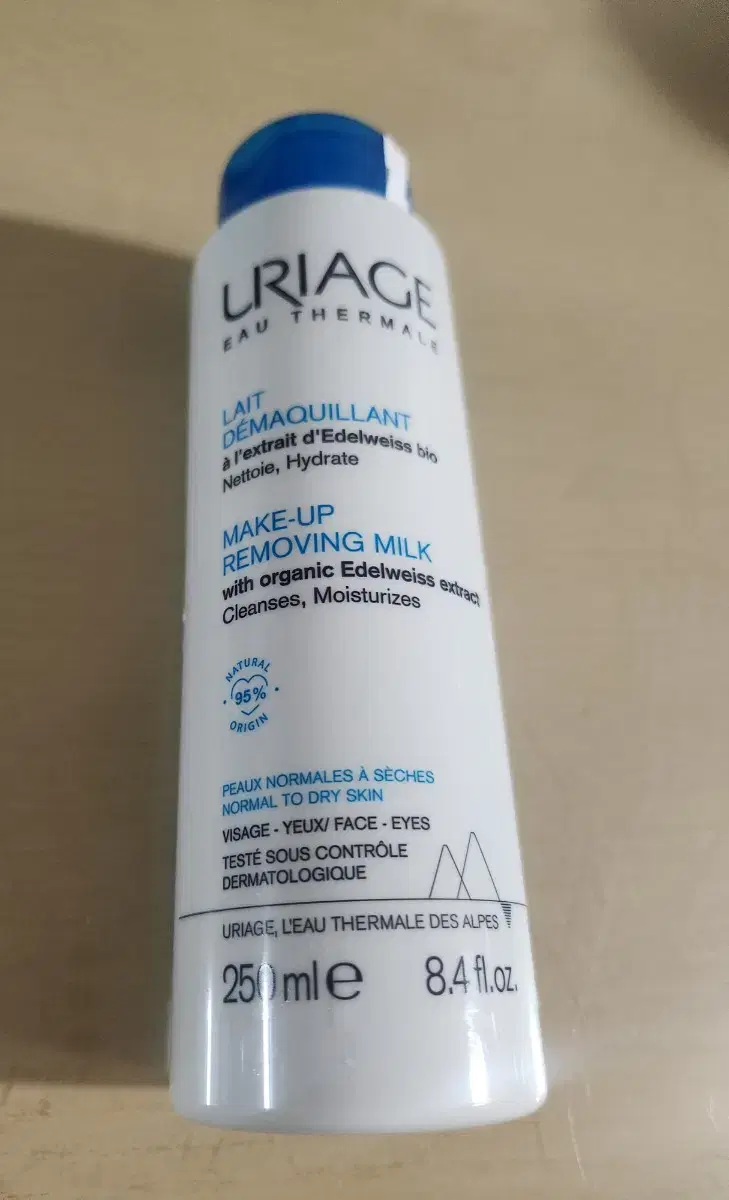 URIAGE
EAU THERMALE
LAIT
DÉMAQUILLANT
à l'extrait d'Edelweiss bio
Nettoie, Hydrate
MAKE-UP
REMOVING MILK
with organic Edelweiss extract
Cleanses, Moisturizes
NATURAL
95%
ORIGIN
PEAUX NORMALES À SÈCHES
NORMAL TO DRY SKIN
VISAGE - YEUX/ FACE - EYES
TESTÉ SOUS CONTRÔLE
DERMATOLOGIQUE
URIAGE, L'EAU THERMALE DES ALPES
250 ml e 8.4 fl.oz.